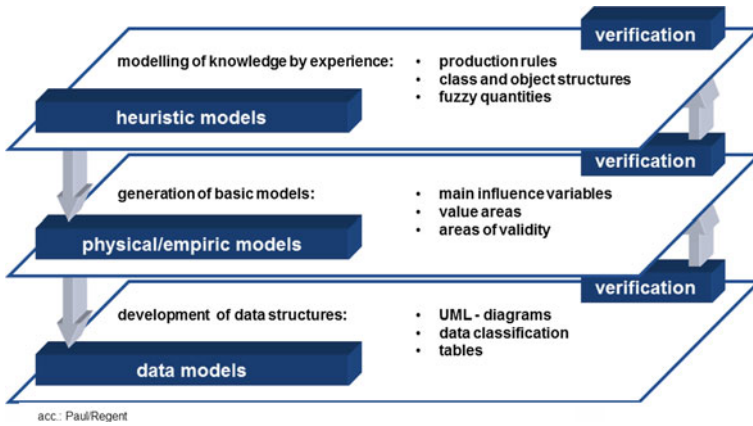 verification
modelling of knowledge by experience: • production rules
• class and object structures
• fuzzy quantities
heuristic models
verification
generation of basic models: • main influence variables
• value areas
• areas of validity
physical/empiric models
verification
development of data structures: • UML - diagrams
• data classification
• tables
data models
acc.: Paul/Regent